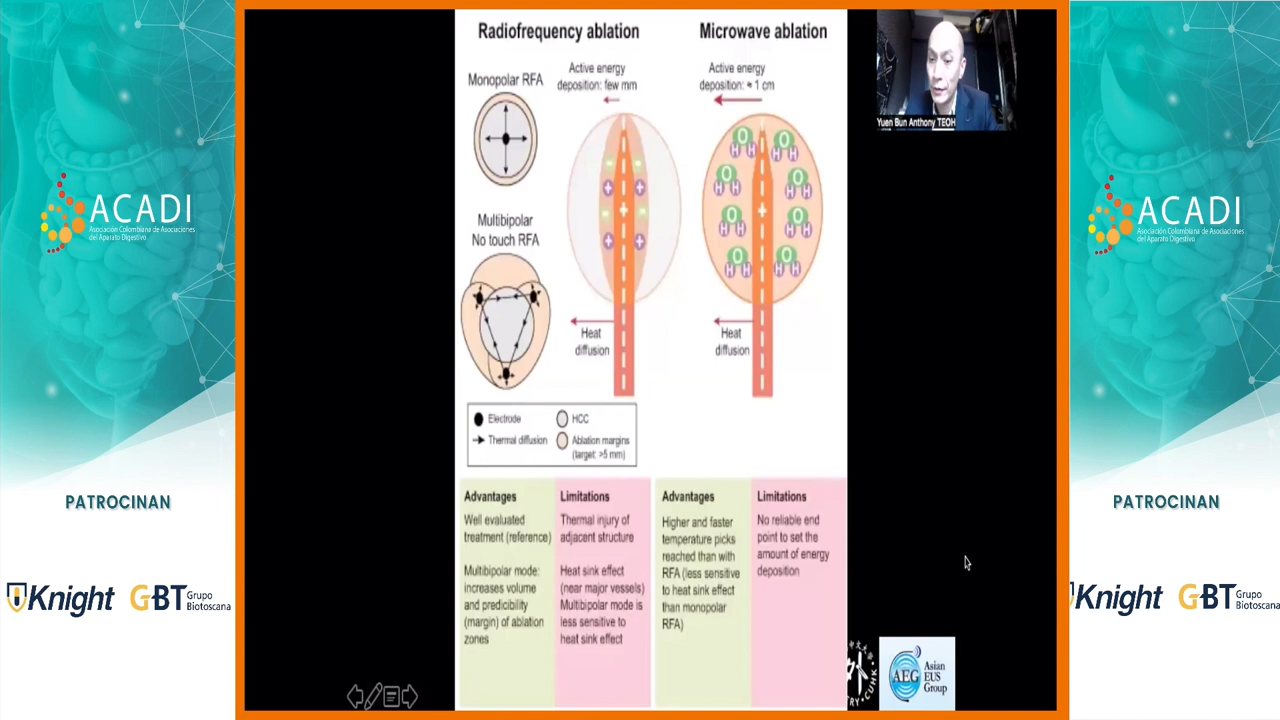 ACADI
Asociación Colombiana de Asociaciones
del Aparato Digestivo
PATROCINAN
Knight
GBT Grupo
Biotoscana
Radiofrequency ablation
Monopolar RFA
Active energy
deposition: few mm
Multibipolar
No touch RFA
Heat
diffusion
Electrode
HCC
Thermal diffusion
Ablation margins
(target: >5 mm)
Microwave ablation
Active energy
deposition: ≈ 1 cm
O
H H
O
H H
O
H H
O
H H
O
H H
O
H H
O
H H
O
H H
Heat
diffusion
Advantages
Well evaluated
treatment (reference)
Multibipolar mode:
increases volume
and predicibility
(margin) of ablation
zones
Limitations
Thermal injury of
adjacent structure
Heat sink effect
(near major vessels)
Multibipolar mode is
less sensitive to
heat sink effect
Advantages
Higher and faster
temperature picks
reached than with
RFA (less sensitive
to heat sink effect
than monopolar
RFA)
Limitations
No reliable end
point to set the
amount of energy
deposition
Yuen Bun Anthony TEOH
AEG
Asian
EUS
Group
ACADI
Asociación Colombiana de Asociaciones
del Aparato Digestivo
PATROCINAN
Knight
GBT Grupo
Biotoscana